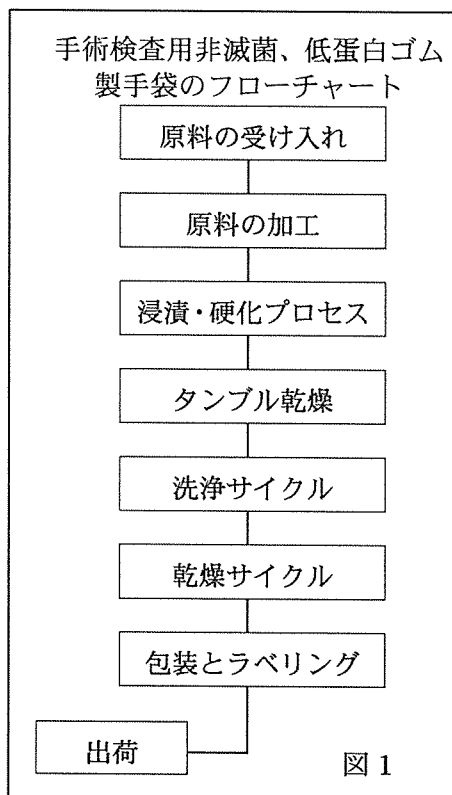 手術検査用非滅菌、低蛋白ゴム
製手袋のフローチャート
原料の受け入れ
原料の加工
浸漬・硬化プロセス
タンブル乾燥
洗浄サイクル
乾燥サイクル
包装とラベリング
出荷
図1